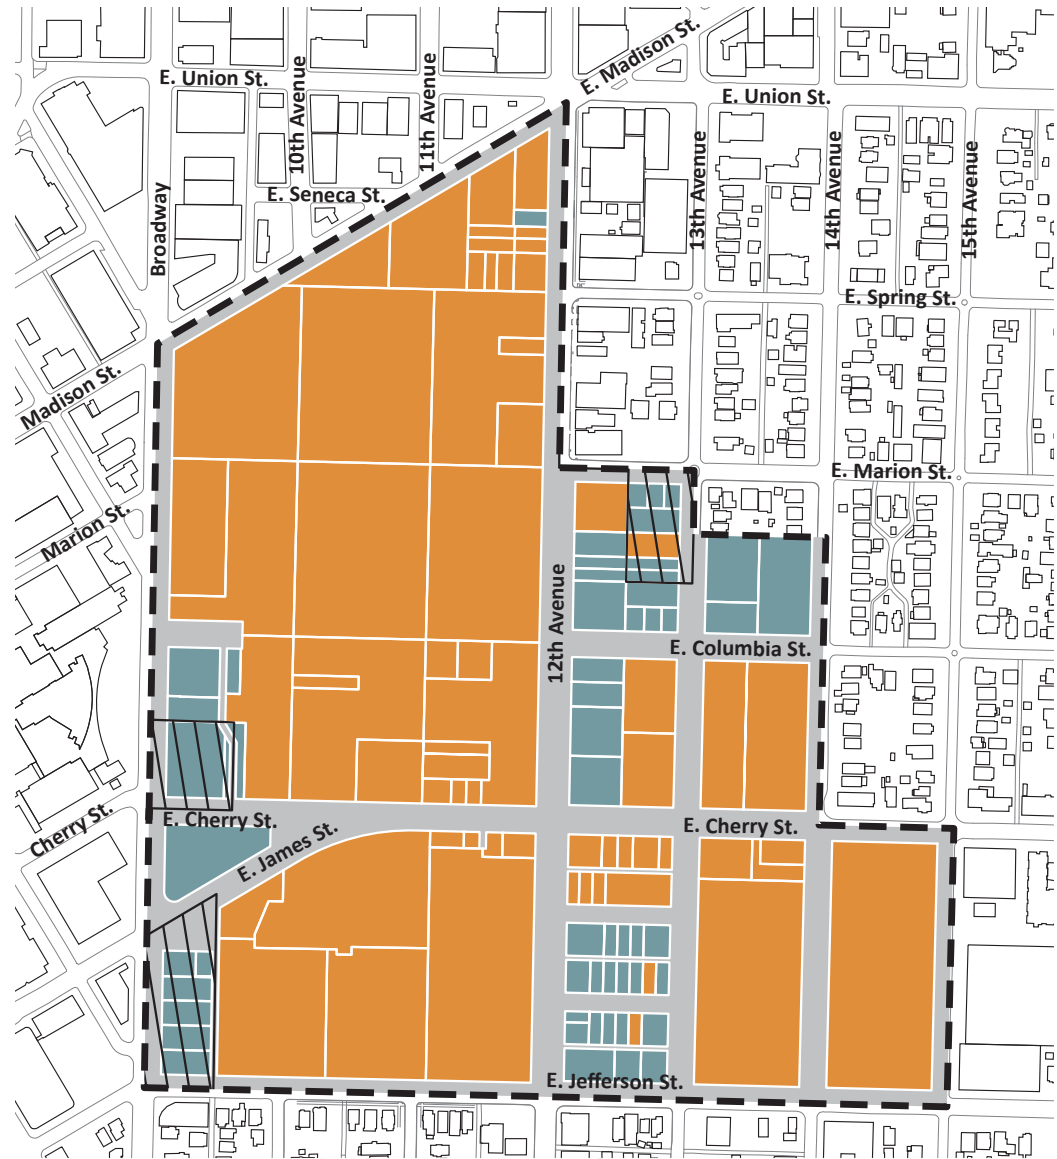 E. Madison St.
E. Union St.
E. Union St.
10th Avenue
11th Avenue
13th Avenue
14th Avenue
15th Avenue
E. Seneca St.
Broadway
E. Spring St.
Madison St.
E. Marion St.
Marion St.
12th Avenue
E. Columbia St.
E. Cherry St.
E. Cherry St.
Cherry St.
E. James St.
E. Jefferson St.